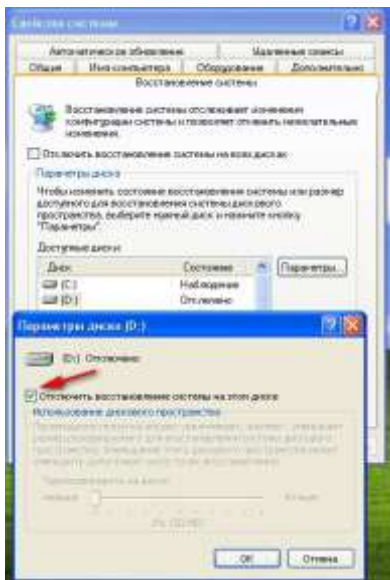 Свойства системы
Автоматическое обновление Удаленные сеансы
Общие Имя компьютера Оборудование Дополнительно
Восстановление системы
Восстановление системы отслеживает изменения
конфигурации системы и позволяет отменить нежелательные
изменения.
Отключить восстановление системы на всех дисках
Параметры диска
Чтобы изменить состояние восстановления системы или размер
доступного для восстановления системы дискового
пространства, выберите нужный диск и нажмите кнопку
"Параметры".
Доступные диски:
Диск Состояние Параметры...
(C:) Наблюдение
(D:) Отключено
Параметры диска (D:)
(D:) Отключено
Отключить восстановление системы на этом диске
Использование дискового пространства
OK Отмена